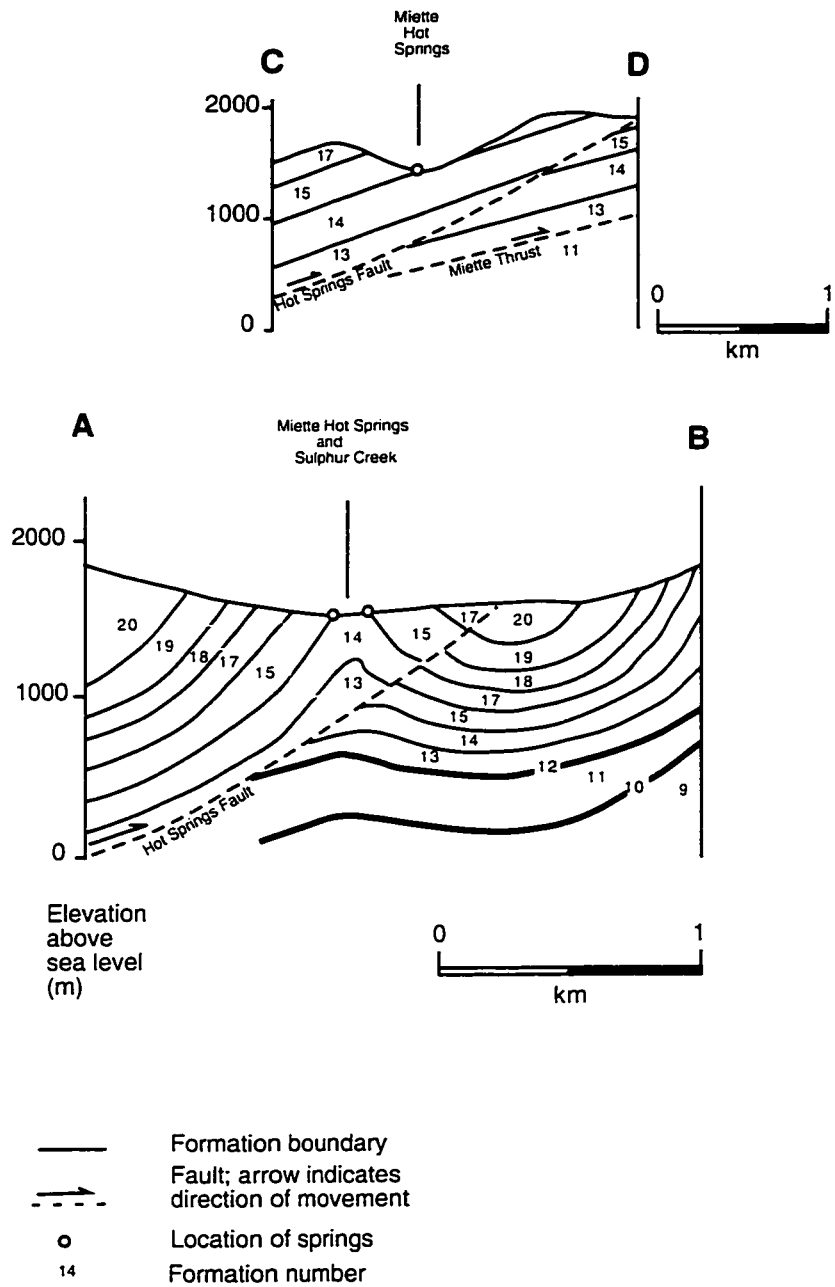 Miette
Hot
Springs
C
D
2000
1000
0
17
15
14
13
15
14
13
11
Hot Springs Fault
Miette Thrust
0 1
km
A
Miette Hot Springs
and
Sulphur Creek
B
2000
1000
0
20
19
18
17
15
14
13
15
17
20
19
18
17
15
14
13
12
11
10
9
Hot Springs Fault
Elevation
above
sea level
(m)
0 1
km
Formation boundary
Fault; arrow indicates
direction of movement
Location of springs
14 Formation number